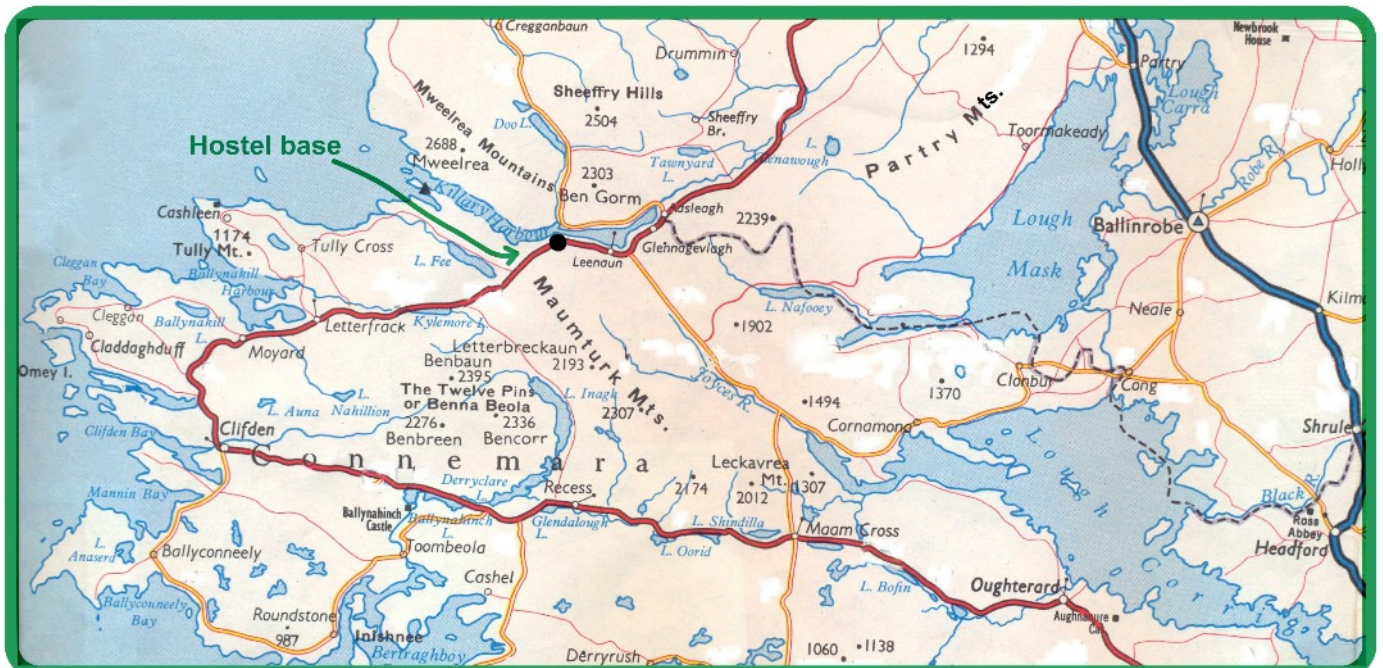 Cregganbaun
Newbrook
House
Drummin
1294
Partry
Lough
Carra
Mweelrea Mountains
Sheeffry Hills
2504
Doo L.
Sheeffry
Br.
Partry Mts.
Toormakeady
Hostel base
2688
Mweelrea
Tawnyard
L.
L.
2303
Ben Gorm
Robe R.
Killary Harbour
Cashleen
Aasleagh
2239
Lough
Mask
Ballinrobe
1174
Tully Mt.
Tully Cross
Glennagevlagh
Leenaun
L. Fee
Cleggan
Bay
Ballynakill
Harbour
L. Nafooey
Neale
Cleggan
Ballynakill
L.
Letterfrack
Kylemore L.
Maumturk Mts.
1902
Claddaghduff
Moyard
Letterbreckaun
2193
Benbaun
2395
Omey I.
The Twelve Pins
or Benna Beola
L. Inagh
Joyces R.
Clonbur
Cong
1370
L. Auna
L.
Nahillion
2276
Benbreen
2336
Bencorr
2307
1494
Cornamona
Clifden Bay
Clifden
Shrule
Connemara
Lough Corrib
Mannin Bay
Derryclare
L.
Recess
2174
Leckavrea
Mt.
2012
1307
Black R.
Ross
Abbey
Headford
Ballynahinch
Castle
Ballynahinch
L.
Glendalough
L.
L. Shindilla
L. Oorid
Maam Cross
L.
Anaserd
Ballyconneely
Toombeola
Cashel
L. Bofin
Oughterard
Ballyconneely
Bay
Roundstone
987
Inishnee
Bertraghboy
Derryrush
1060
1138